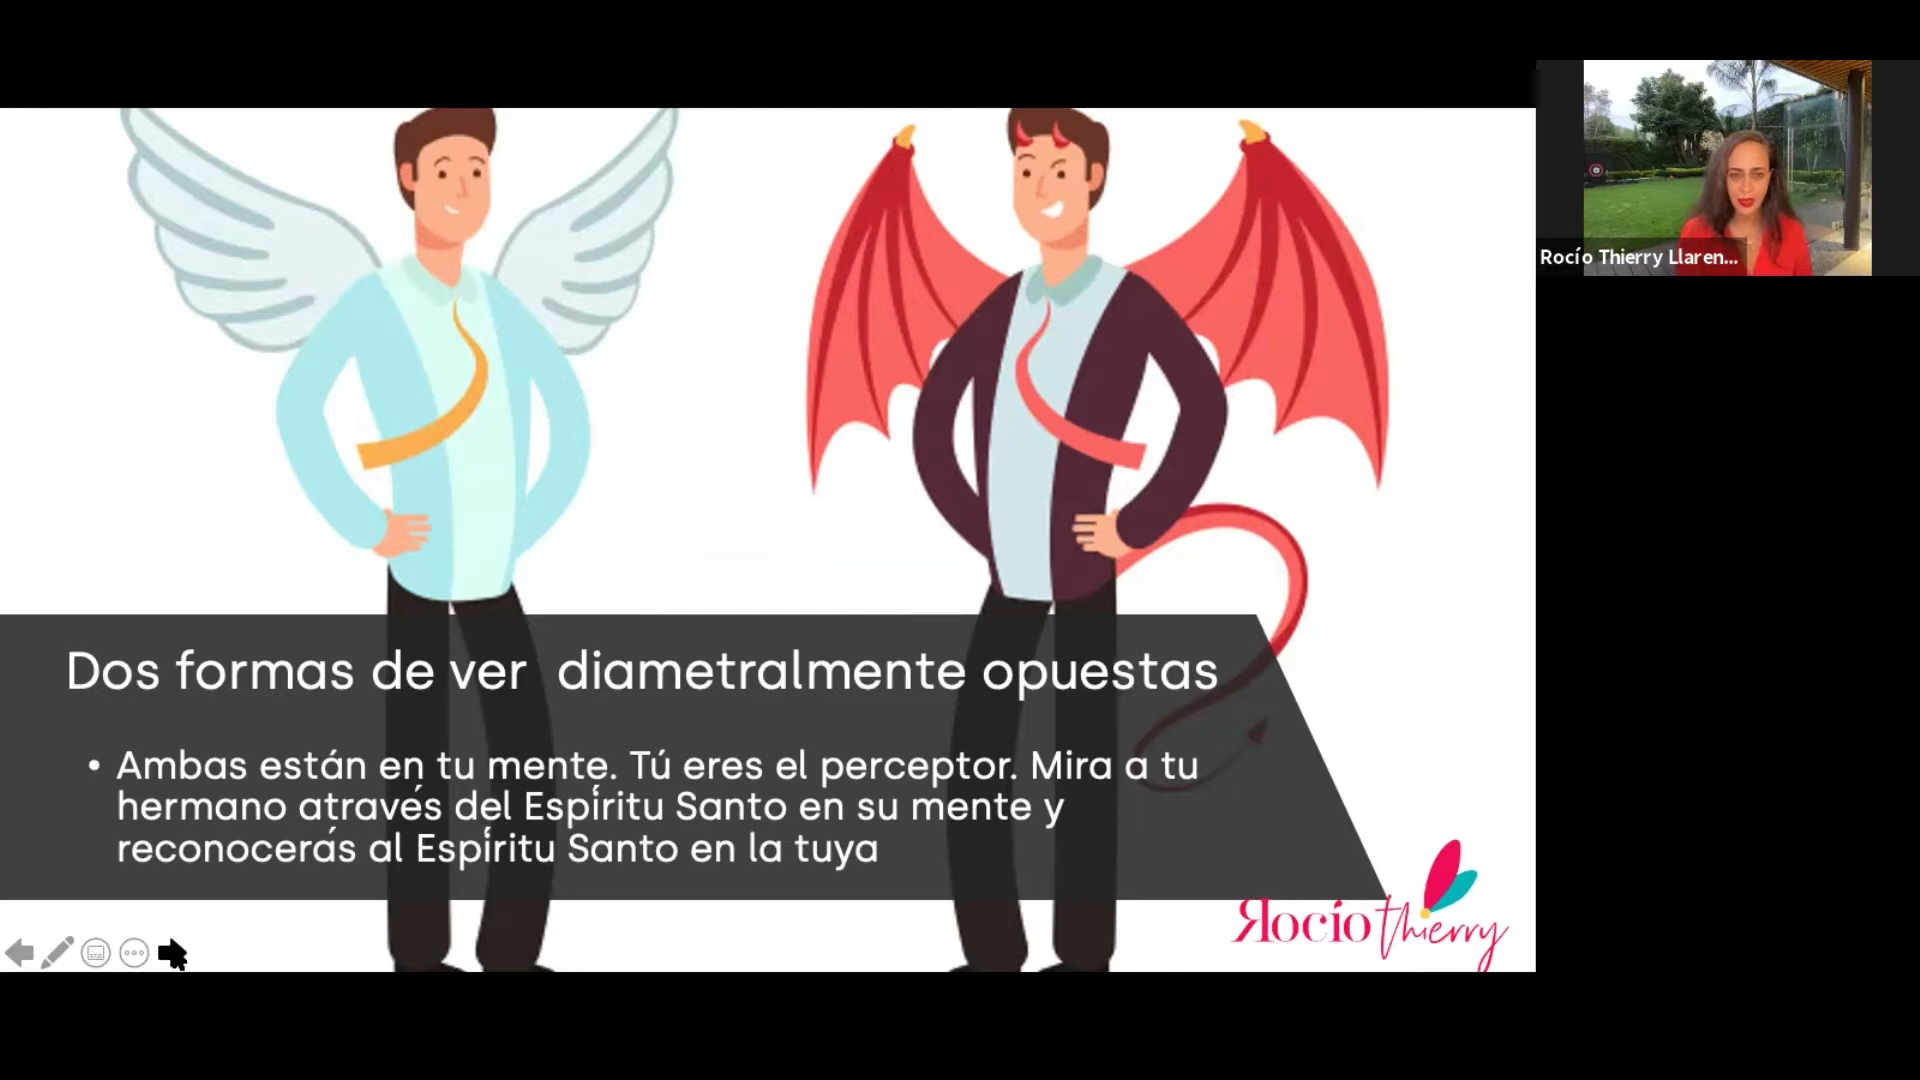 Rocío Thierry Llaren...
Dos formas de ver diametralmente opuestas
• Ambas están en tu mente. Tú eres el perceptor. Mira a tu
hermano através del Espíritu Santo en su mente y
reconocerás al Espíritu Santo en la tuya
Rocío Thierry